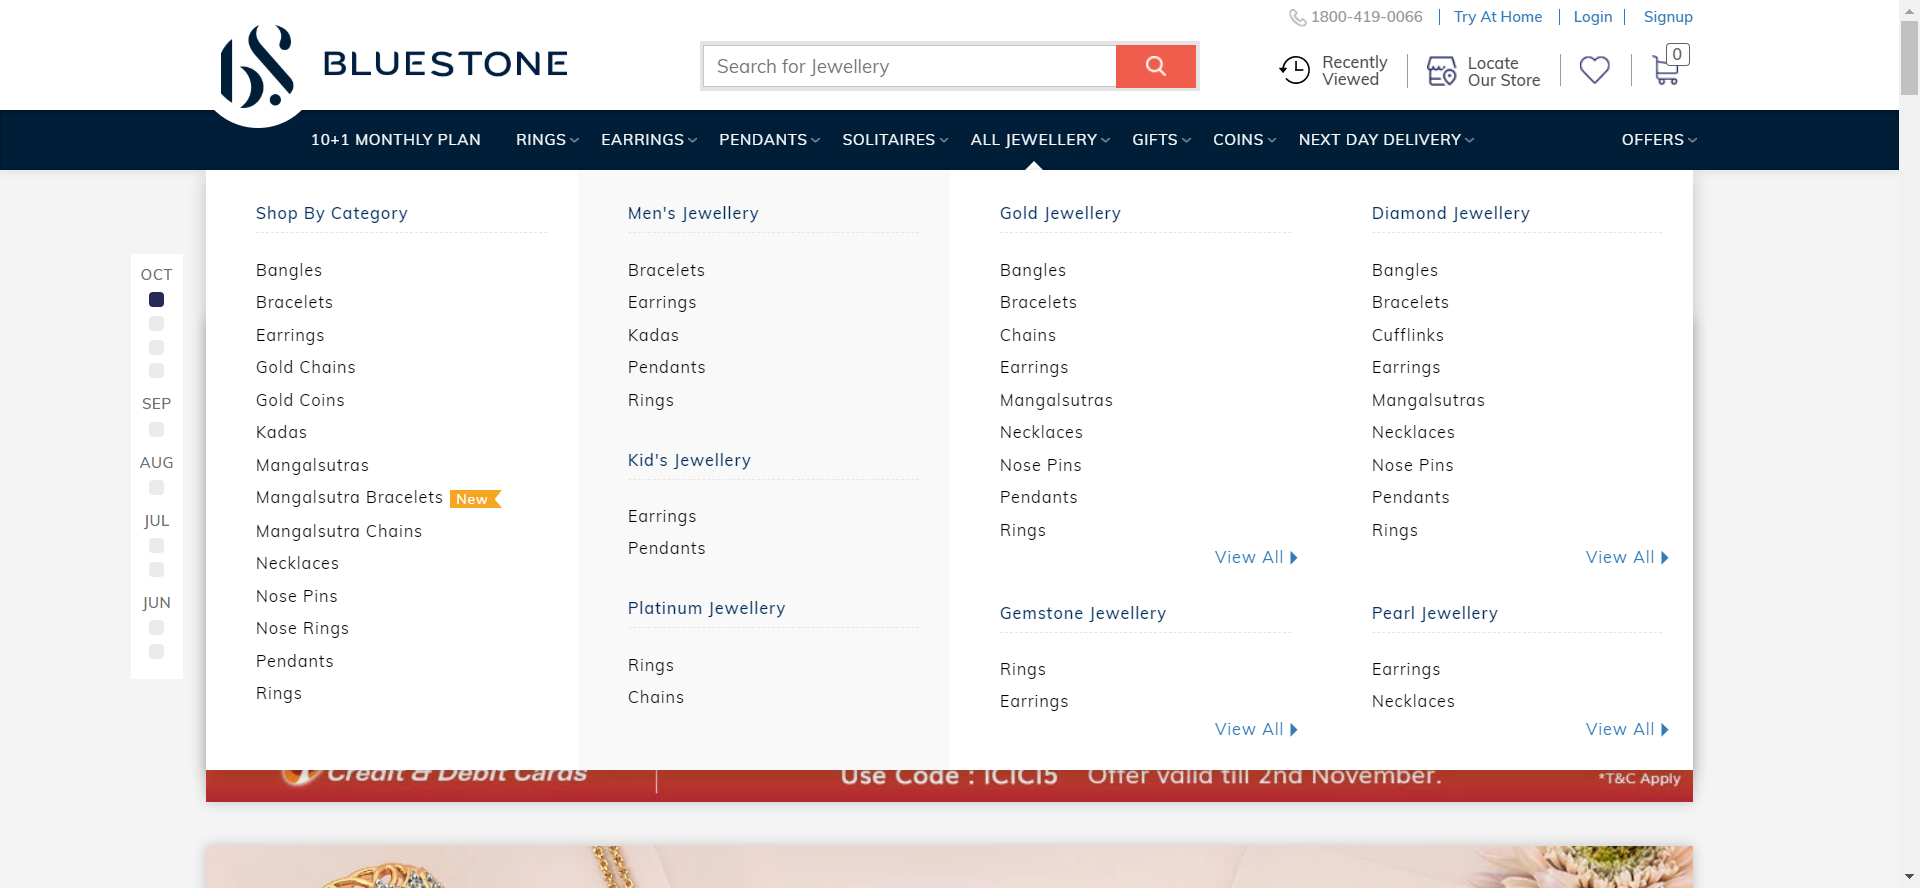 1800-419-0066
Try At Home
Login
Signup
BLUESTONE
Search for Jewellery
Recently
Viewed
Locate
Our Store
0
10+1 MONTHLY PLAN
RINGS
EARRINGS
PENDANTS
SOLITAIRES
ALL JEWELLERY
GIFTS
COINS
NEXT DAY DELIVERY
OFFERS
OCT
SEP
AUG
JUL
JUN
Shop By Category
Bangles
Bracelets
Earrings
Gold Chains
Gold Coins
Kadas
Mangalsutras
Mangalsutra Bracelets New
Mangalsutra Chains
Necklaces
Nose Pins
Nose Rings
Pendants
Rings
Men's Jewellery
Bracelets
Earrings
Kadas
Pendants
Rings
Kid's Jewellery
Earrings
Pendants
Platinum Jewellery
Rings
Chains
Gold Jewellery
Bangles
Bracelets
Chains
Earrings
Mangalsutras
Necklaces
Nose Pins
Pendants
Rings
View All
Gemstone Jewellery
Rings
Earrings
View All
Diamond Jewellery
Bangles
Bracelets
Cufflinks
Earrings
Mangalsutras
Necklaces
Nose Pins
Pendants
Rings
View All
Pearl Jewellery
Earrings
Necklaces
View All
Credit & Debit Cards
Use Code : ICICI5
Offer valid till 2nd November.
*T&C Apply